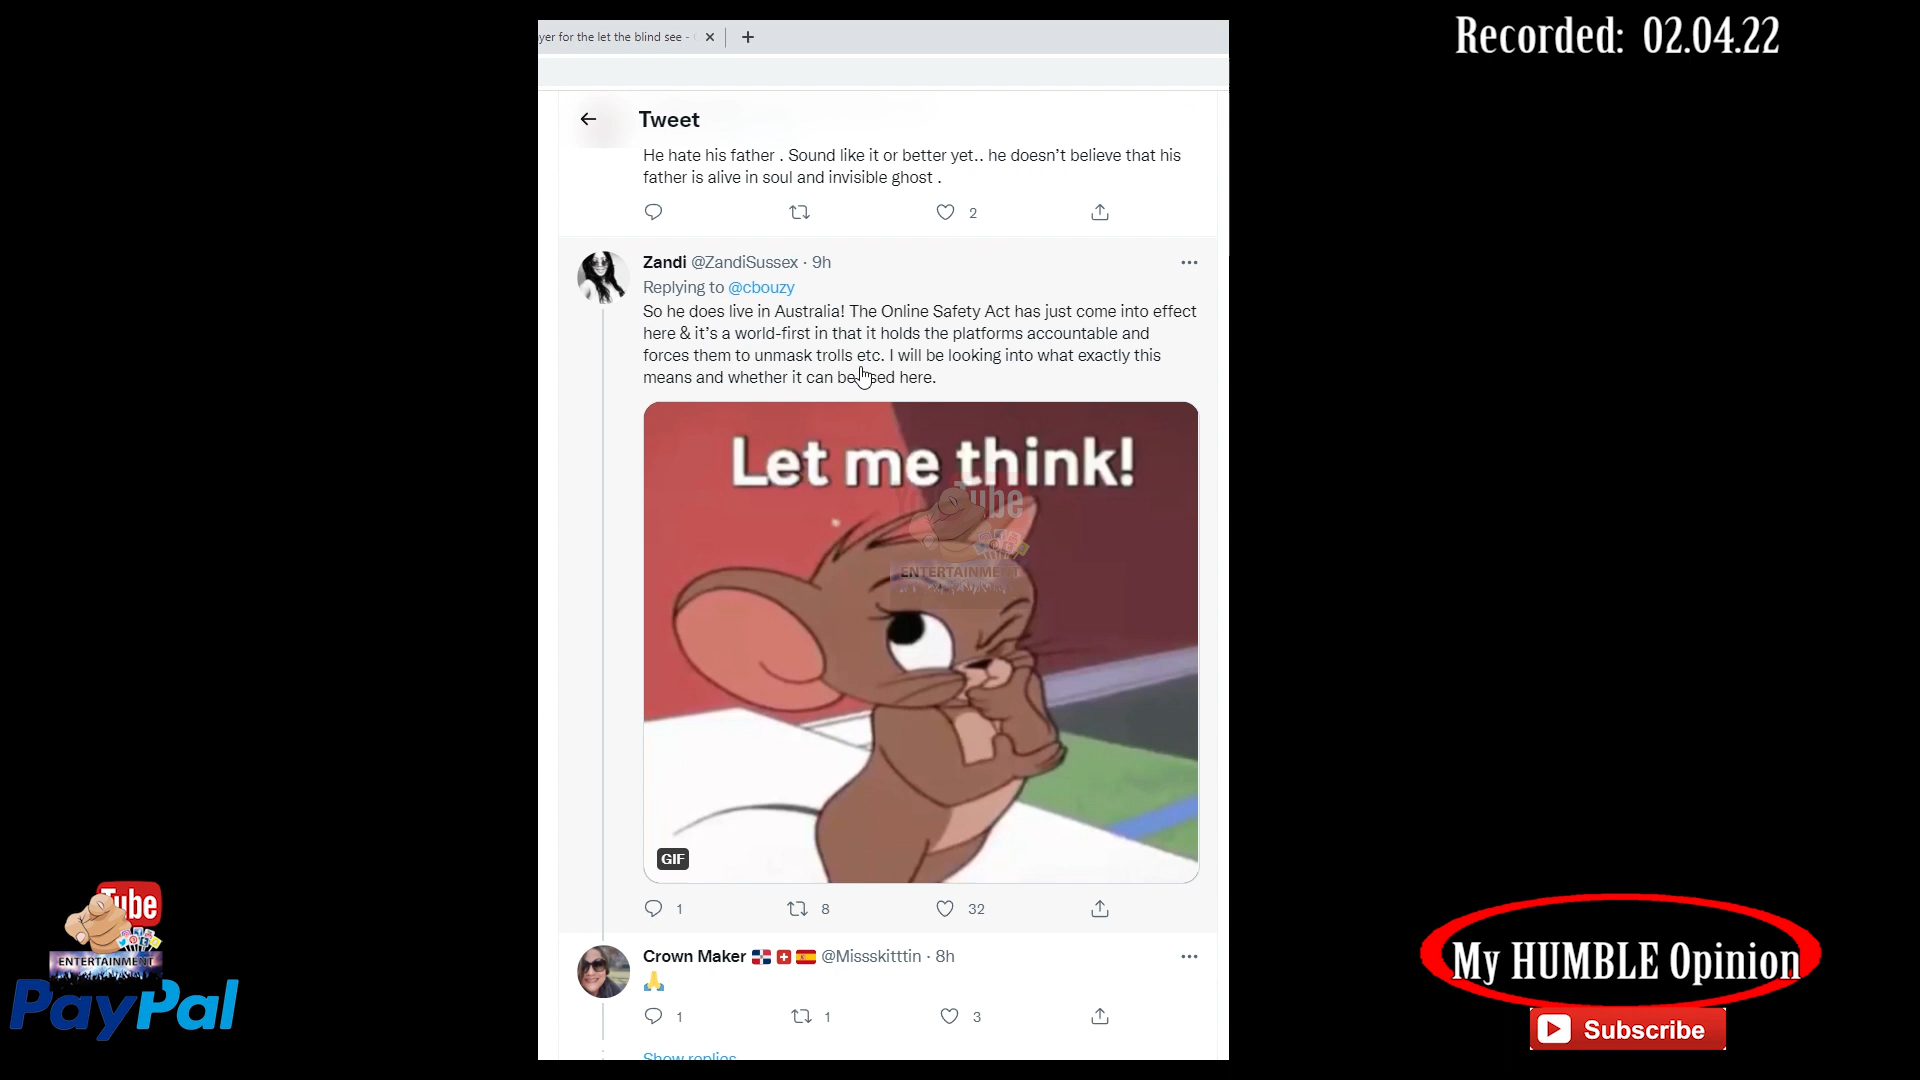 Recorded: 02.04.22
yer for the let the blind see -
Tweet
He hate his father . Sound like it or better yet.. he doesn't believe that his
father is alive in soul and invisible ghost .
2
Zandi @ZandiSussex · 9h
Replying to @cbouzy
So he does live in Australia! The Online Safety Act has just come into effect
here & it's a world-first in that it holds the platforms accountable and
forces them to unmask trolls etc. I will be looking into what exactly this
means and whether it can be sed here.
Let me think!
Tube
ENTERTAINMENT
GIF
1 8 32
Crown Maker @Missskitttin · 8h
1 1 3
Show replies
Tube
ENTERTAINMENT
PayPal
My HUMBLE Opinion
Subscribe